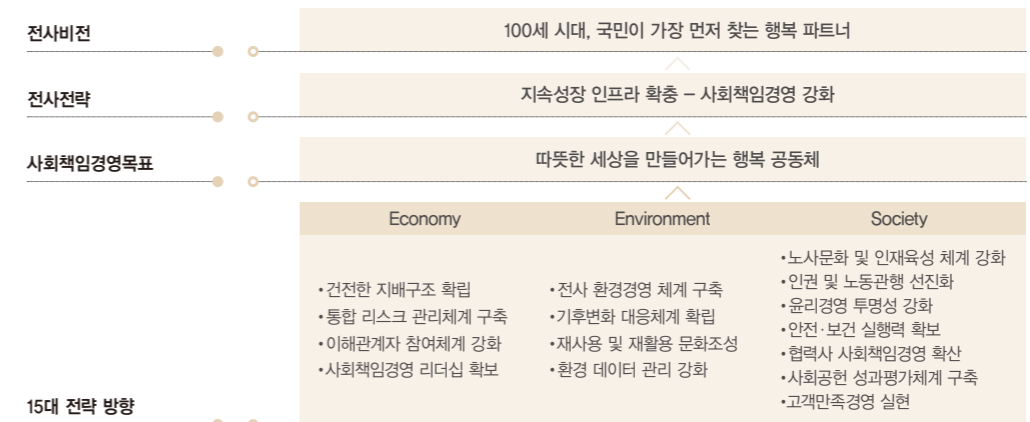 전사비전
100세 시대, 국민이 가장 먼저 찾는 행복 파트너
전사전략
지속성장 인프라 확충 – 사회책임경영 강화
사회책임경영목표
따뜻한 세상을 만들어가는 행복 공동체
Economy
Environment
Society
•건전한 지배구조 확립
•통합 리스크 관리체계 구축
•이해관계자 참여체계 강화
•사회책임경영 리더십 확보
•전사 환경경영 체계 구축
•기후변화 대응체계 확립
•재사용 및 재활용 문화조성
•환경 데이터 관리 강화
•노사문화 및 인재육성 체계 강화
•인권 및 노동관행 선진화
•윤리경영 투명성 강화
•안전·보건 실행력 확보
•협력사 사회책임경영 확산
•사회공헌 성과평가체계 구축
•고객만족경영 실현
15대 전략 방향